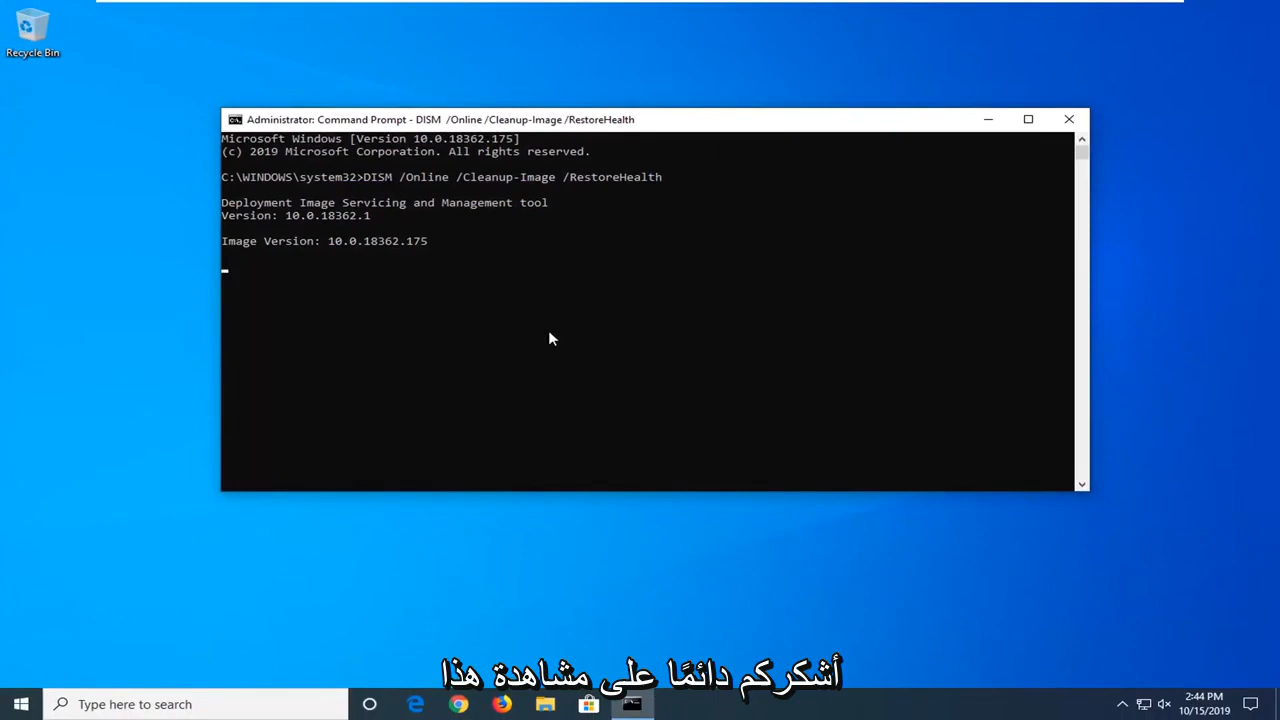 Recycle Bin
Administrator: Command Prompt - DISM /Online /Cleanup-Image /RestoreHealth
Microsoft Windows [Version 10.0.18362.175]
(c) 2019 Microsoft Corporation. All rights reserved.
C:\WINDOWS\system32>DISM /Online /Cleanup-Image /RestoreHealth
Deployment Image Servicing and Management tool
Version: 10.0.18362.1
Image Version: 10.0.18362.175
أشكركم دائمًا على مشاهدة هذا
Type here to search
2:44 PM
10/15/2019